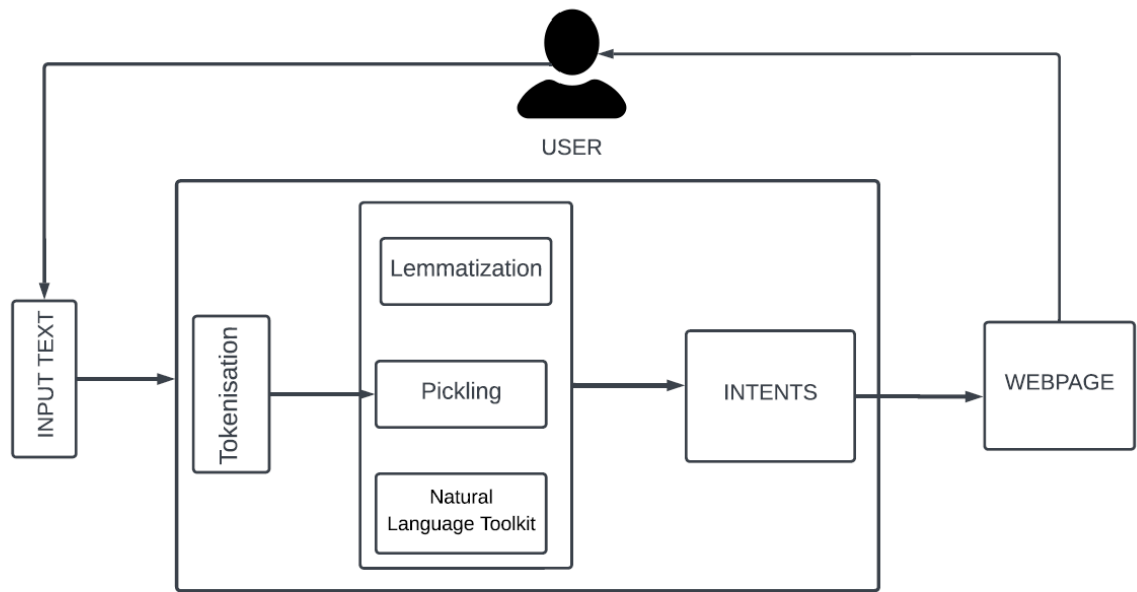 USER
INPUT TEXT
Tokenisation
Lemmatization
Pickling
Natural
Language Toolkit
INTENTS
WEBPAGE